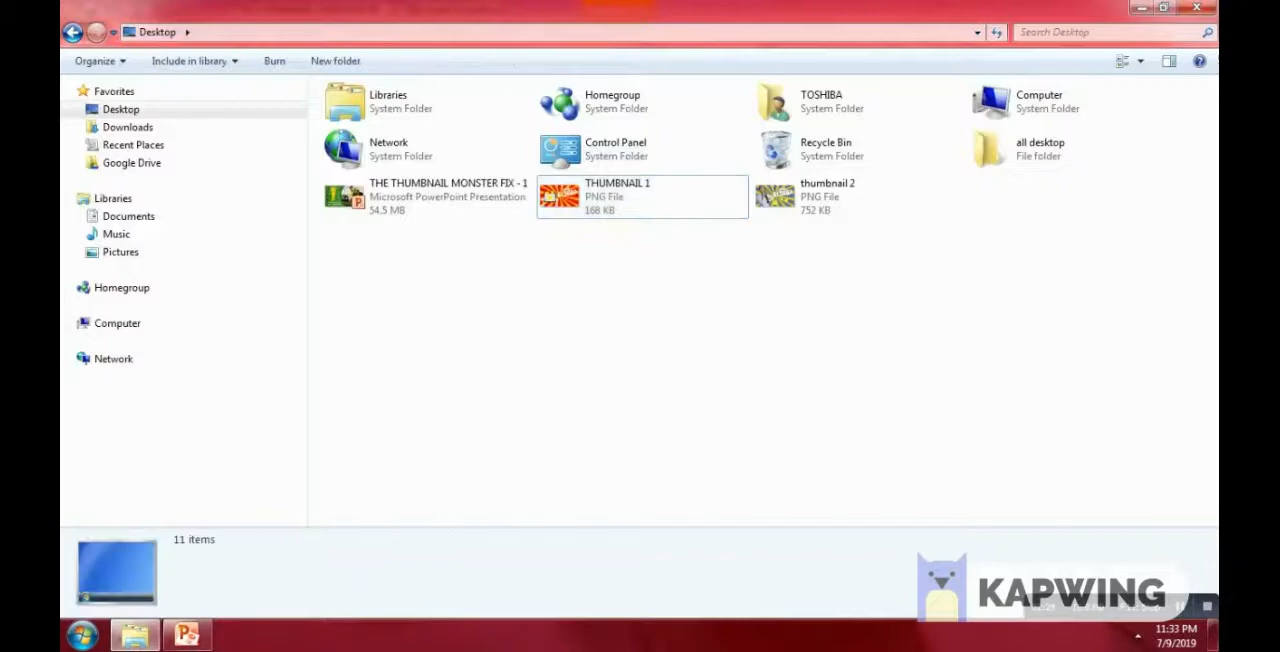 Desktop
Search Desktop
Organize
Include in library
Burn
New folder
Favorites
Desktop
Downloads
Recent Places
Google Drive
Libraries
Documents
Music
Pictures
Homegroup
Computer
Network
Libraries
System Folder
Homegroup
System Folder
TOSHIBA
System Folder
Computer
System Folder
Network
System Folder
Control Panel
System Folder
Recycle Bin
System Folder
all desktop
File folder
THE THUMBNAIL MONSTER FIX - 1
Microsoft PowerPoint Presentation
54.5 MB
THUMBNAIL 1
PNG File
168 KB
thumbnail 2
PNG File
752 KB
11 items
KAPWING
11:33 PM
7/9/2019